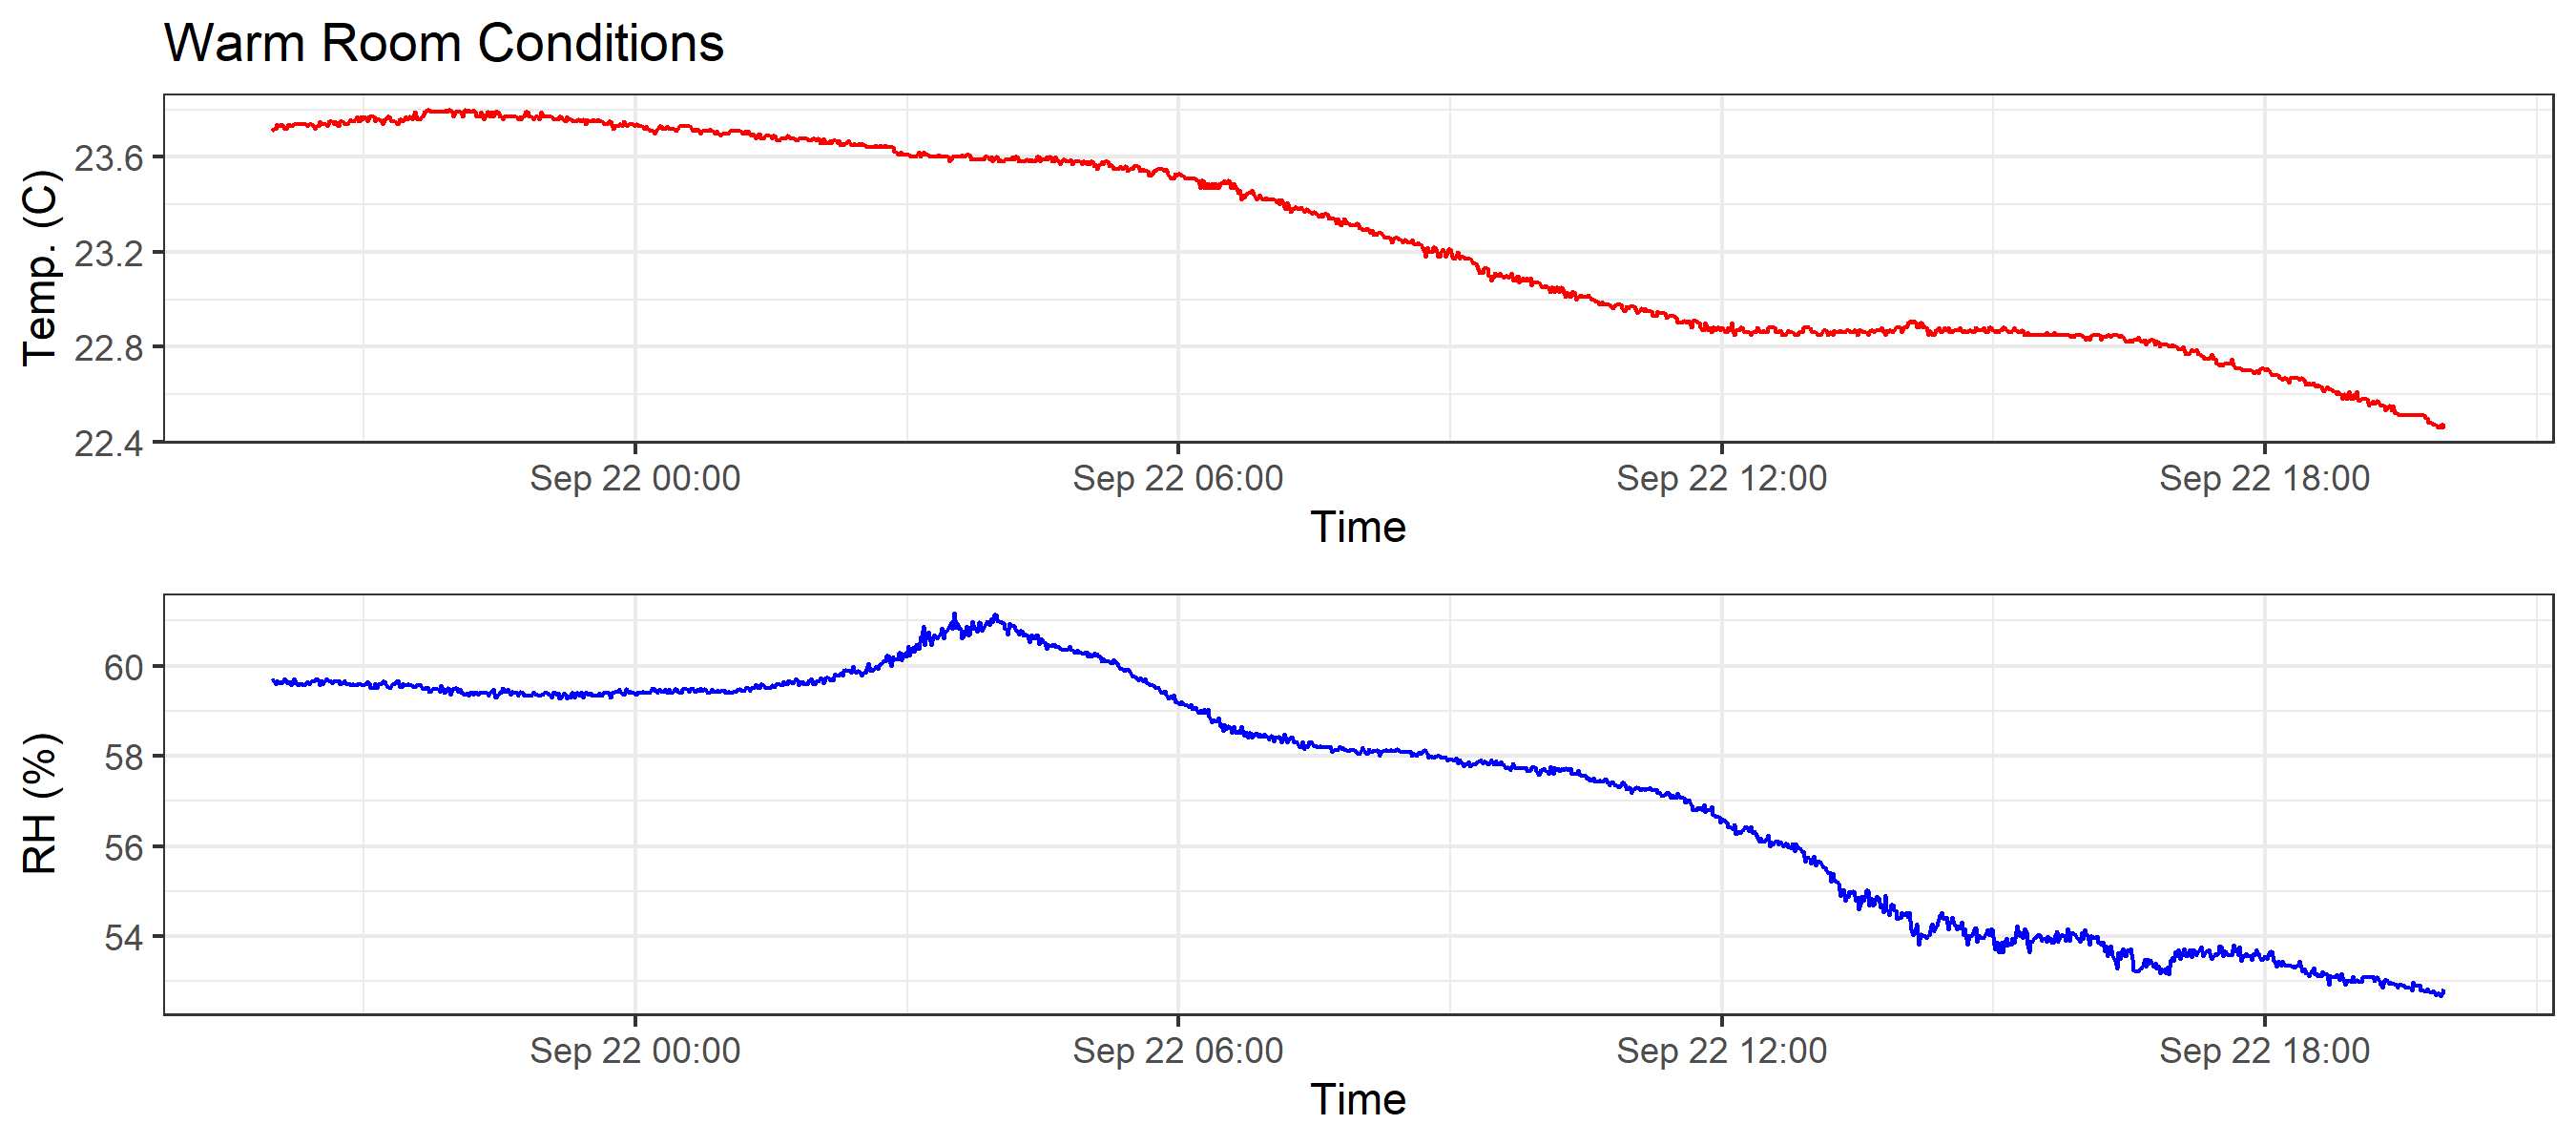 Warm Room Conditions
Temp. (C)
23.6
23.2
22.8
22.4
Sep 22 00:00 Sep 22 06:00 Sep 22 12:00 Sep 22 18:00
Time
RH (%)
60
58
56
54
Sep 22 00:00 Sep 22 06:00 Sep 22 12:00 Sep 22 18:00
Time